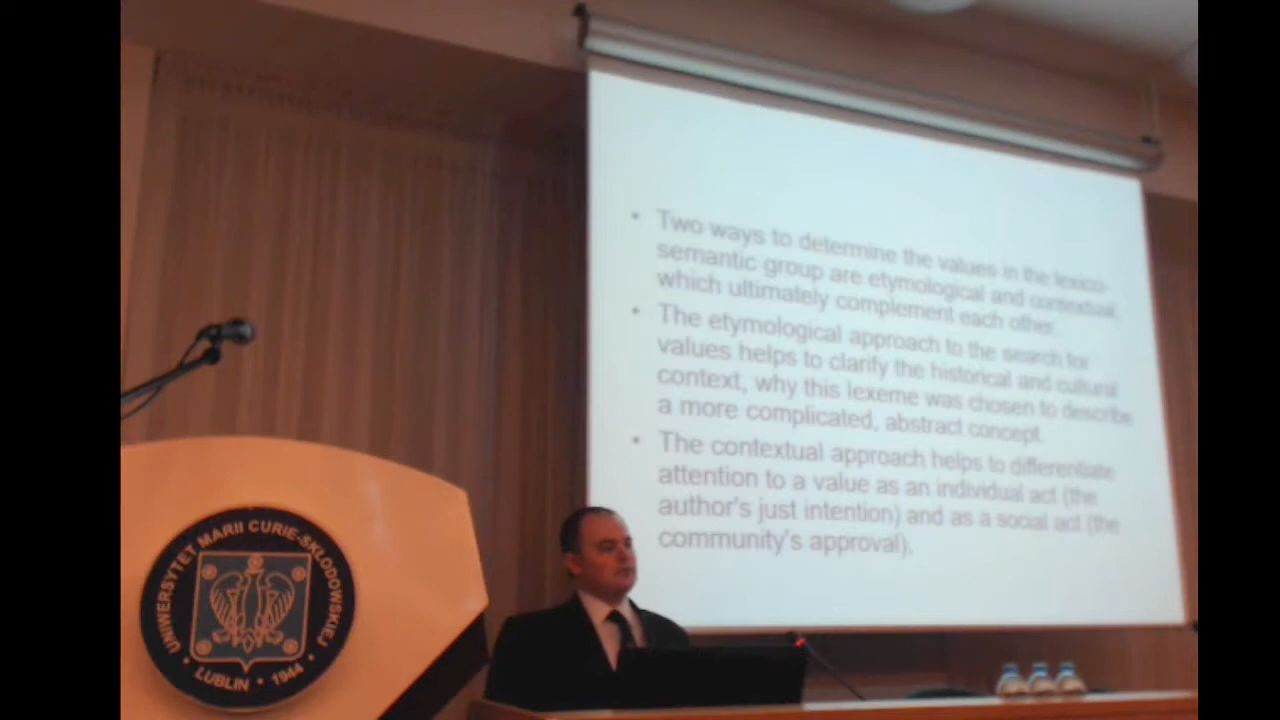 • Two ways to determine the values in the lexico-
semantic group are etymological and contextual,
which ultimately complement each other.
• The etymological approach to the search for
values helps to clarify the historical and cultural
context, why this lexeme was chosen to describe
a more complicated, abstract concept.
• The contextual approach helps to differentiate
attention to a value as an individual act (the
author's just intention) and as a social act (the
community's approval).
UNIWERSYTET MARII CURIE-SKŁODOWSKIEJ
• LUBLIN • 1944 •